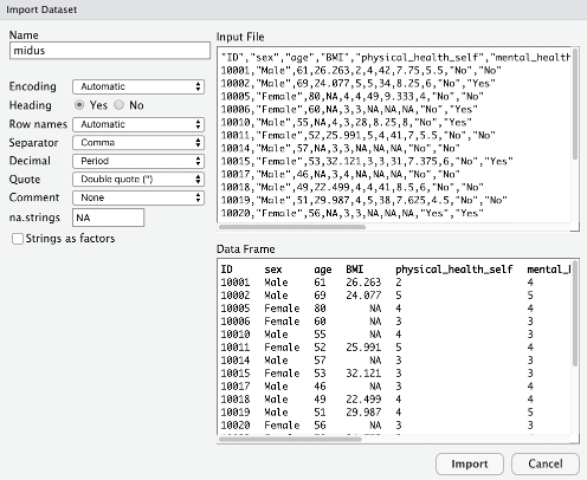 Import Dataset
Name
midus
Encoding Automatic
Heading Yes No
Row names Automatic
Separator Comma
Decimal Period
Quote Double quote (")
Comment None
na.strings NA
Strings as factors
Input File
"ID","sex","age","BMI","physical_health_self","mental_health
10001,"Male",61,26.263,2,4,42,7.75,5.5,"No","No"
10002,"Male",69,24.077,5,5,34,8.25,6,"No","Yes"
10005,"Female",80,NA,4,4,49,9.333,4,"No","No"
10006,"Female",60,NA,3,3,NA,NA,NA,"No","Yes"
10010,"Male",55,NA,4,3,28,8.25,8,"No","Yes"
10011,"Female",52,25.991,5,4,41,7,5.5,"No","No"
10014,"Male",57,NA,3,3,NA,NA,NA,"No","No"
10015,"Female",53,32.121,3,3,31,7.375,6,"No","Yes"
10017,"Male",46,NA,3,4,NA,NA,NA,"No","No"
10018,"Male",49,22.499,4,4,41,8.5,6,"No","No"
10019,"Male",51,29.987,4,5,38,7.625,4.5,"No","No"
10020,"Female",56,NA,3,3,NA,NA,NA,"Yes","Yes"
Data Frame
ID sex age BMI physical_health_self mental_h
10001 Male 61 26.263 2 4
10002 Male 69 24.077 5 5
10005 Female 80 NA 4 4
10006 Female 60 NA 3 3
10010 Male 55 NA 4 3
10011 Female 52 25.991 5 4
10014 Male 57 NA 3 3
10015 Female 53 32.121 3 3
10017 Male 46 NA 3 4
10018 Male 49 22.499 4 4
10019 Male 51 29.987 4 5
10020 Female 56 NA 3 3
Import Cancel